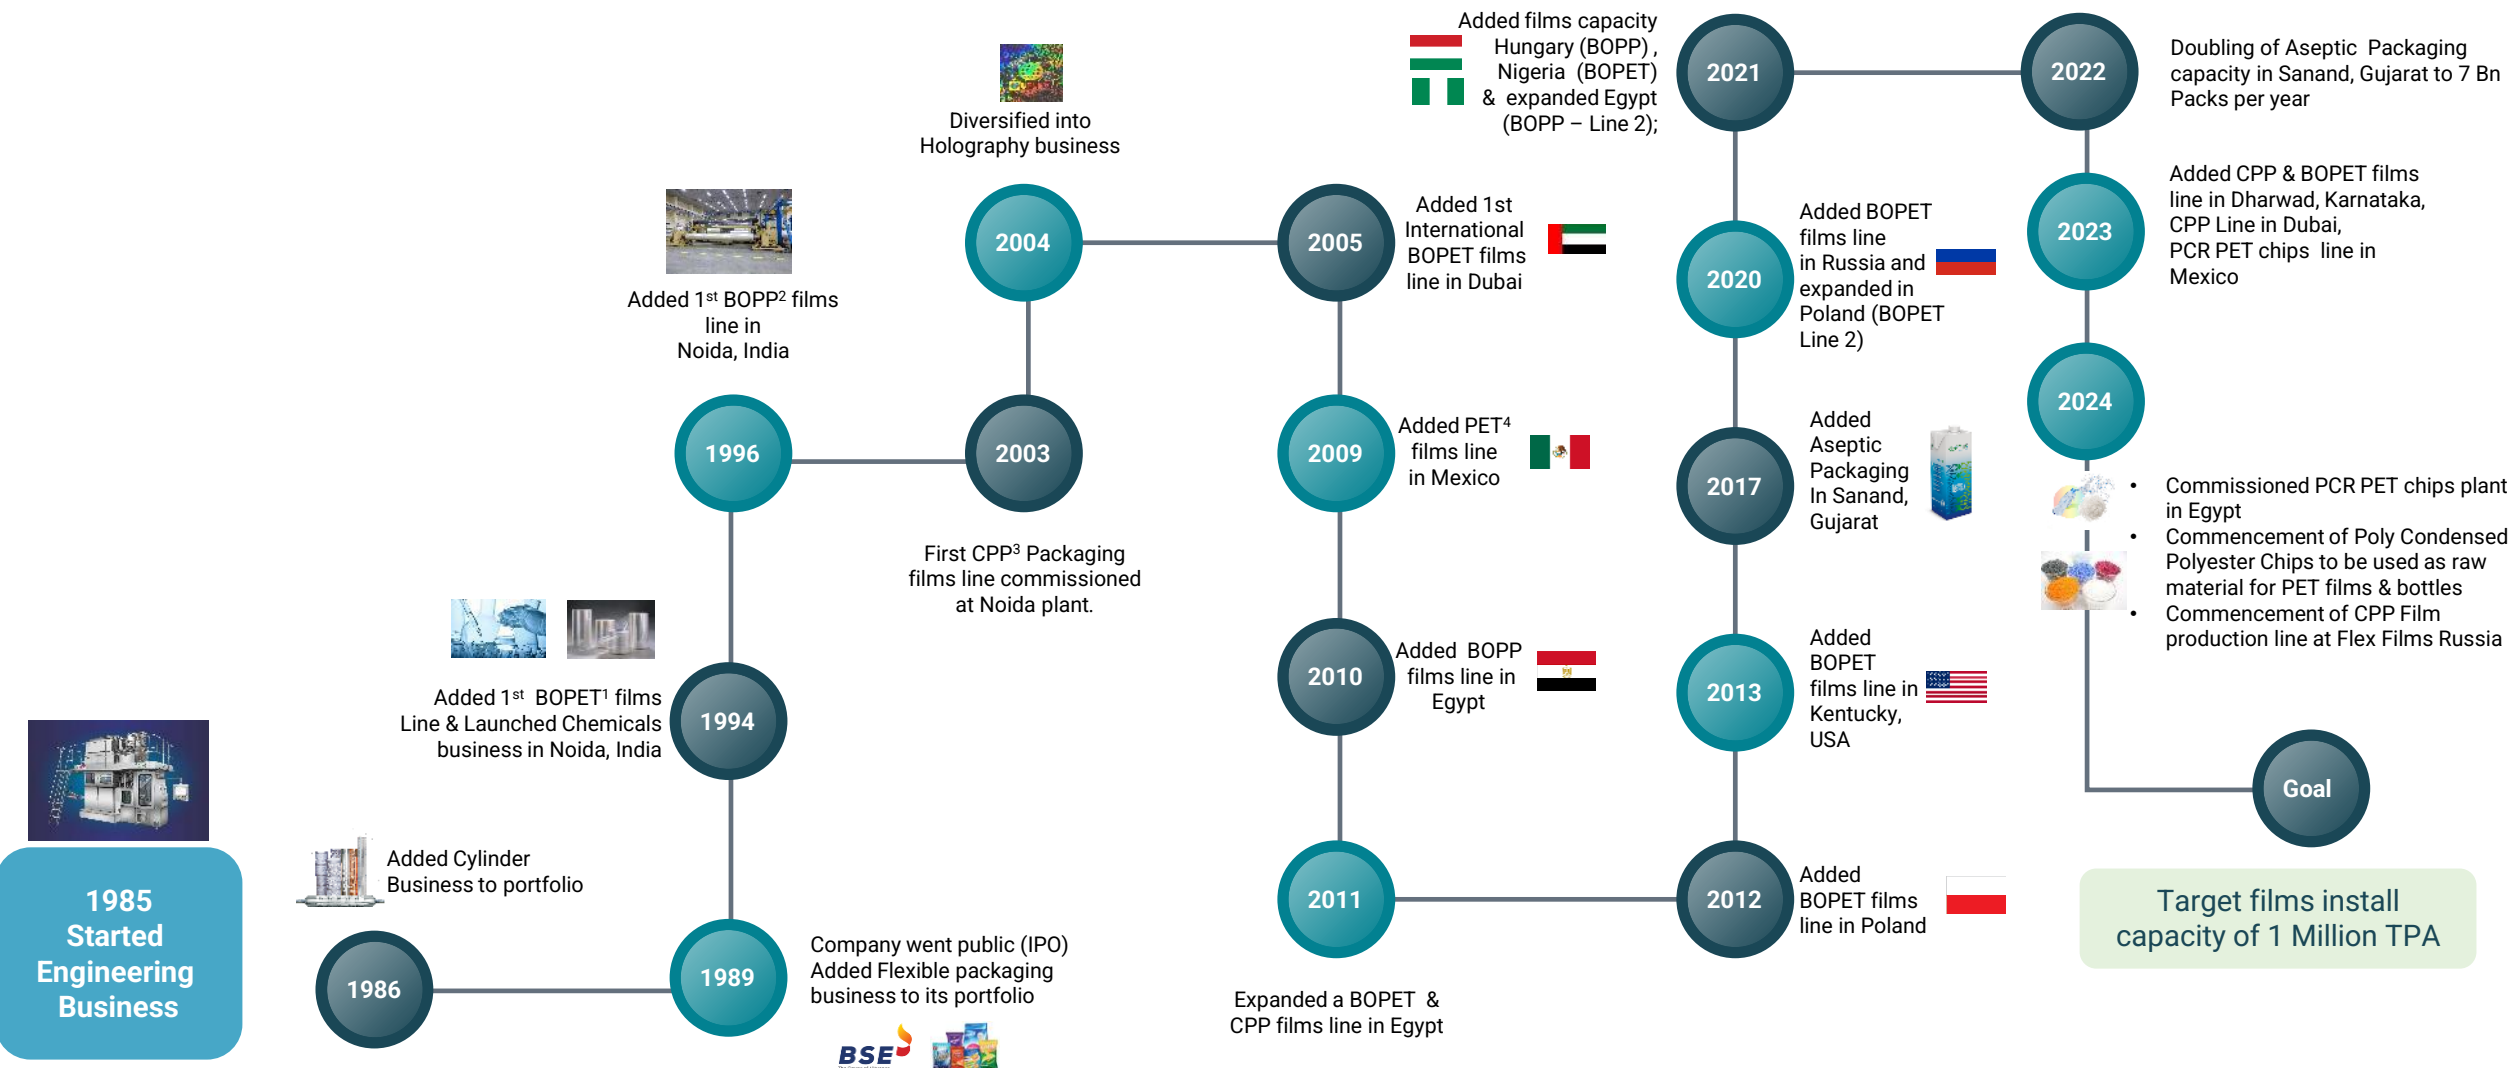 1985
Started
Engineering
Business
Added Cylinder
Business to portfolio
1986
1989
Company went public (IPO)
Added Flexible packaging
business to its portfolio
BSE
Added 1st BOPET1 films
Line & Launched Chemicals
business in Noida, India
1994
Added 1st BOPP2 films
line in
Noida, India
1996
2003
First CPP3 Packaging
films line commissioned
at Noida plant.
Diversified into
Holography business
2004
2005
Added 1st
International
BOPET films
line in Dubai
2009
Added PET4
films line
in Mexico
2010
Added BOPP
films line in
Egypt
2011
Expanded a BOPET &
CPP films line in Egypt
2012
Added
BOPET films
line in Poland
2013
Added
BOPET
films line in
Kentucky,
USA
2017
Added
Aseptic
Packaging
In Sanand,
Gujarat
2020
Added BOPET
films line
in Russia and
expanded in
Poland (BOPET
Line 2)
Added films capacity
Hungary (BOPP) ,
Nigeria (BOPET)
& expanded Egypt
(BOPP – Line 2);
2021
2022
Doubling of Aseptic Packaging
capacity in Sanand, Gujarat to 7 Bn
Packs per year
2023
Added CPP & BOPET films
line in Dharwad, Karnataka,
CPP Line in Dubai,
PCR PET chips line in
Mexico
2024
• Commissioned PCR PET chips plant
in Egypt
• Commencement of Poly Condensed
Polyester Chips to be used as raw
material for PET films & bottles
• Commencement of CPP Film
production line at Flex Films Russia
Goal
Target films install
capacity of 1 Million TPA